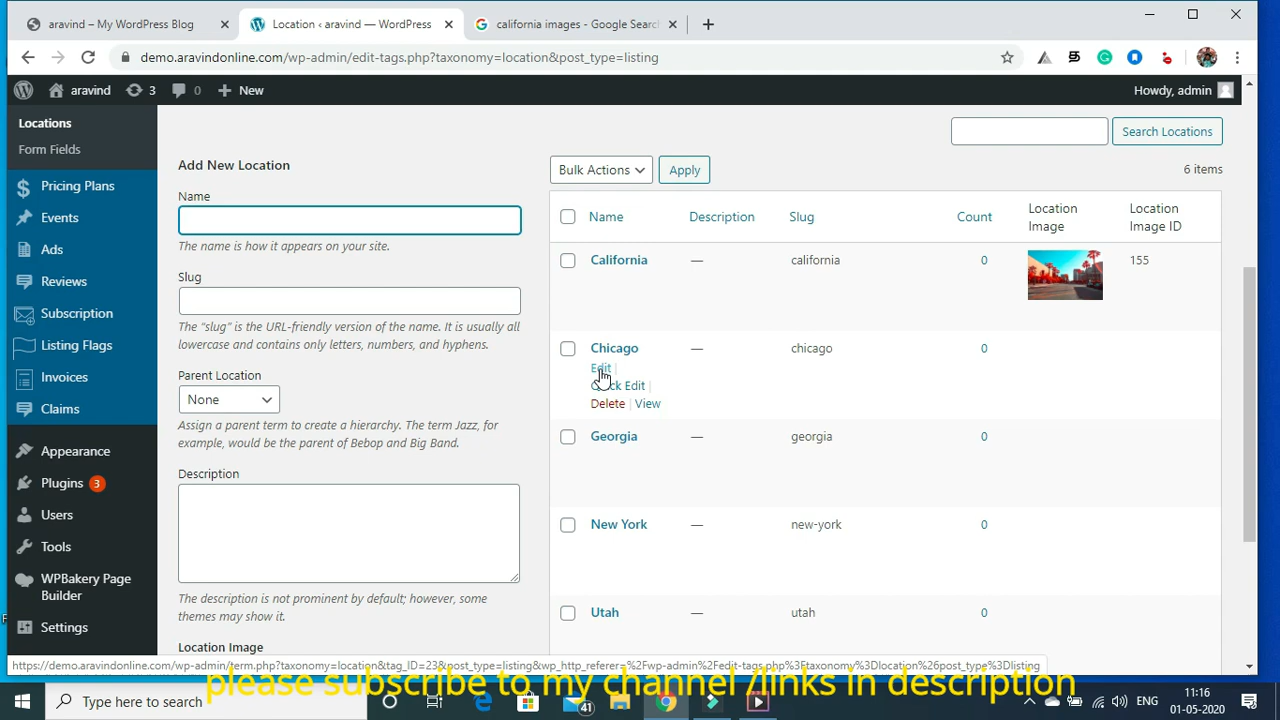 aravind – My WordPress Blog
Location ‹ aravind — WordPress
california images - Google Searc
demo.aravindonline.com/wp-admin/edit-tags.php?taxonomy=location&post_type=listing
aravind
3
0
New
Howdy, admin
Locations
Form Fields
Pricing Plans
Events
Ads
Reviews
Subscription
Listing Flags
Invoices
Claims
Appearance
Plugins 3
Users
Tools
WPBakery Page
Builder
Settings
Add New Location
Name
The name is how it appears on your site.
Slug
The "slug" is the URL-friendly version of the name. It is usually all
lowercase and contains only letters, numbers, and hyphens.
Parent Location
None
Assign a parent term to create a hierarchy. The term Jazz, for
example, would be the parent of Bebop and Big Band.
Description
The description is not prominent by default; however, some
themes may show it.
Location Image
Search Locations
Bulk Actions
Apply
6 items
Name Description Slug Count Location Image Location Image ID
California — california 0 155
Chicago — chicago 0
Edit |
Quick Edit |
Delete | View
Georgia — georgia 0
New York — new-york 0
Utah — utah 0
https://demo.aravindonline.com/wp-admin/term.php?taxonomy=location&tag_ID=23&post_type=listing&wp_http_referer=%2Fwp-admin%2Fedit-tags.php%3Ftaxonomy%3Dlocation%26post_type%3Dlisting
please subscribe to my channel /links in description
Type here to search
41
ENG
11:16
01-05-2020